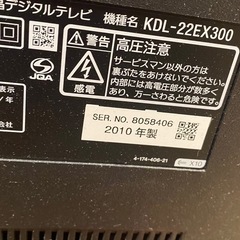 晶デジタルテレビ 機種名 KDL-22EX300
警告
高圧注意
サービスマン以外の方は
裏ぶたをあけないでください
内部には高電圧部分が数多く
あり、万一さわると危険です
感電
JQA
SER. NO. 8058406
2010 年製
4-174-406-21
X10